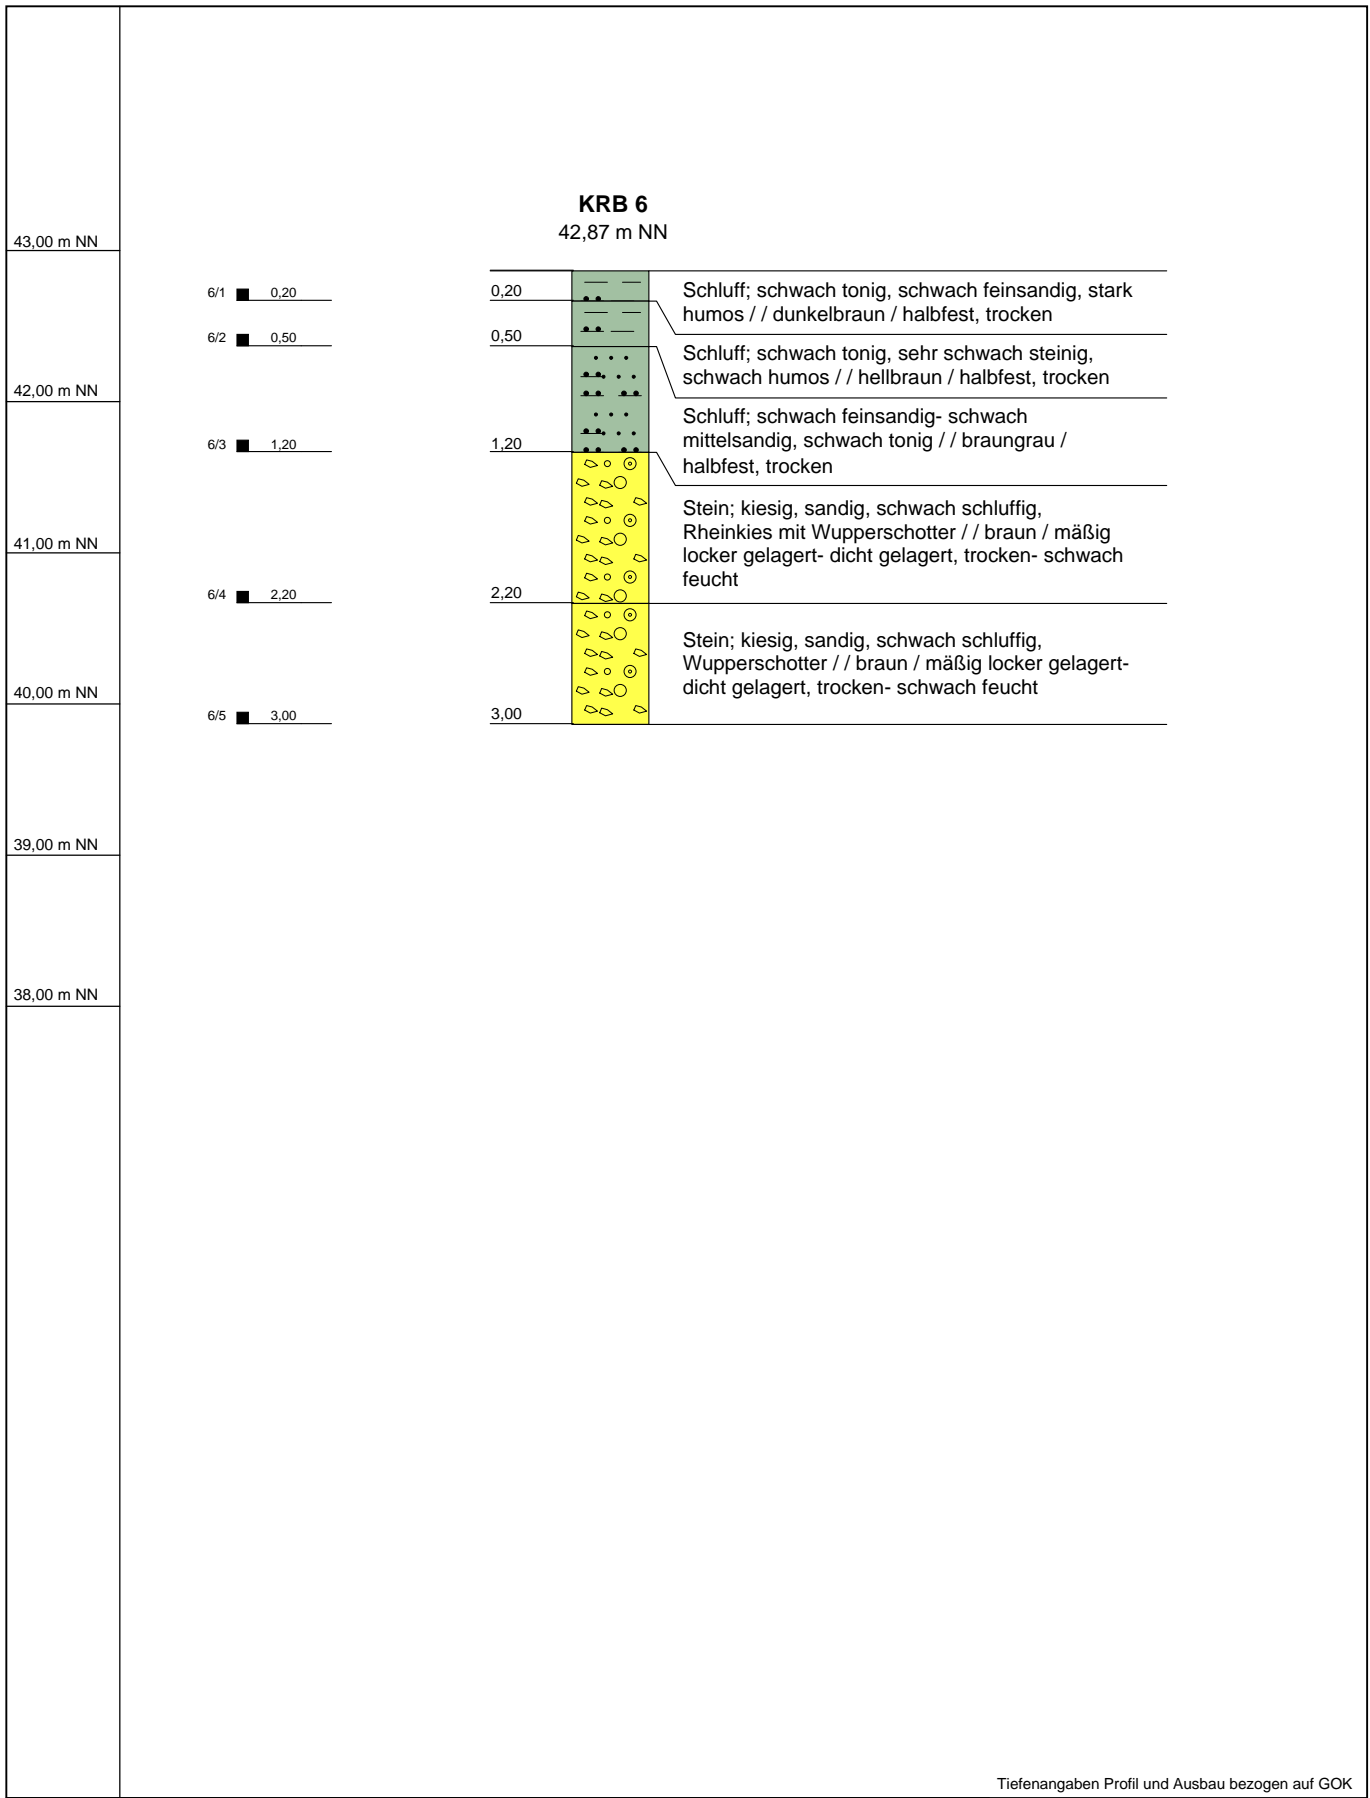 KRB 6
42,87 m NN
43,00 m NN
6/1 0,20
0,20
Schluff; schwach tonig, schwach feinsandig, stark
humos / / dunkelbraun / halbfest, trocken
6/2 0,50
0,50
Schluff; schwach tonig, sehr schwach steinig,
schwach humos / / hellbraun / halbfest, trocken
42,00 m NN
6/3 1,20
1,20
Schluff; schwach feinsandig- schwach
mittelsandig, schwach tonig / / braungrau /
halbfest, trocken
41,00 m NN
6/4 2,20
2,20
Stein; kiesig, sandig, schwach schluffig,
Rheinkies mit Wupperschotter / / braun / mäßig
locker gelagert- dicht gelagert, trocken- schwach
feucht
40,00 m NN
6/5 3,00
3,00
Stein; kiesig, sandig, schwach schluffig,
Wupperschotter / / braun / mäßig locker gelagert-
dicht gelagert, trocken- schwach feucht
39,00 m NN
38,00 m NN
Tiefenangaben Profil und Ausbau bezogen auf GOK